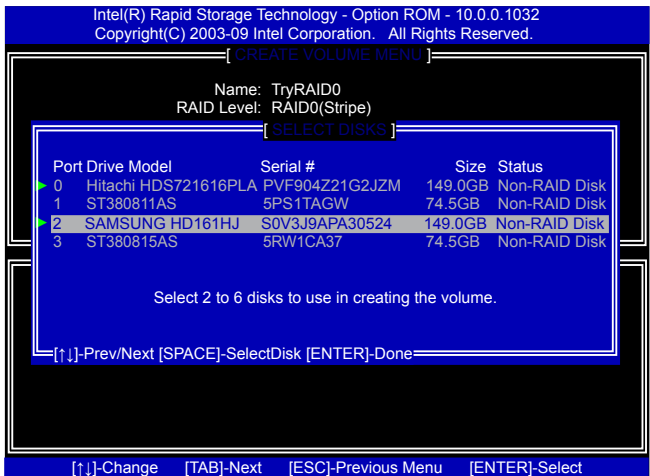 Intel(R) Rapid Storage Technology - Option ROM - 10.0.0.1032
Copyright(C) 2003-09 Intel Corporation. All Rights Reserved.
[ CREATE VOLUME MENU ]
Name: TryRAID0
RAID Level: RAID0(Stripe)
[ SELECT DISKS ]
Port Drive Model Serial # Size Status
0 Hitachi HDS721616PLA PVF904Z21G2JZM 149.0GB Non-RAID Disk
1 ST380811AS 5PS1TAGW 74.5GB Non-RAID Disk
2 SAMSUNG HD161HJ S0V3J9APA30524 149.0GB Non-RAID Disk
3 ST380815AS 5RW1CA37 74.5GB Non-RAID Disk
Select 2 to 6 disks to use in creating the volume.
[↑↓]-Prev/Next [SPACE]-SelectDisk [ENTER]-Done
[↑↓]-Change [TAB]-Next [ESC]-Previous Menu [ENTER]-Select